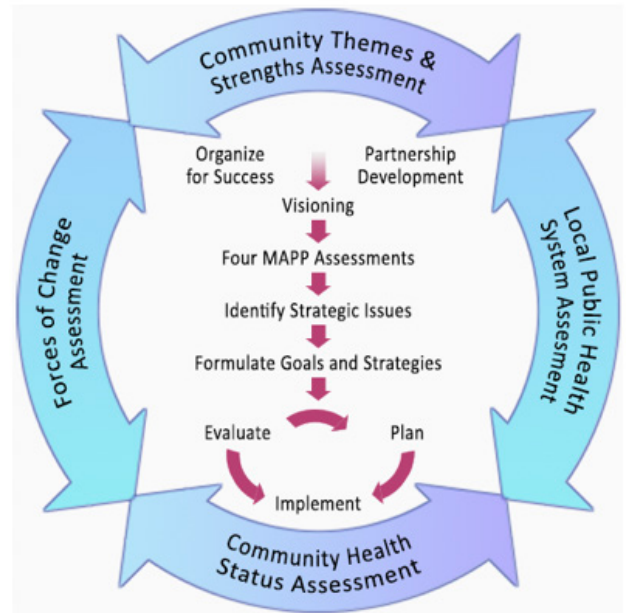 Community Themes &
Strengths Assessment
Organize
for Success
Partnership
Development
Visioning
Four MAPP Assessments
Identify Strategic Issues
Formulate Goals and Strategies
Evaluate
Plan
Implement
Forces of Change
Assessment
Local Public Health
System Assesment
Community Health
Status Assessment